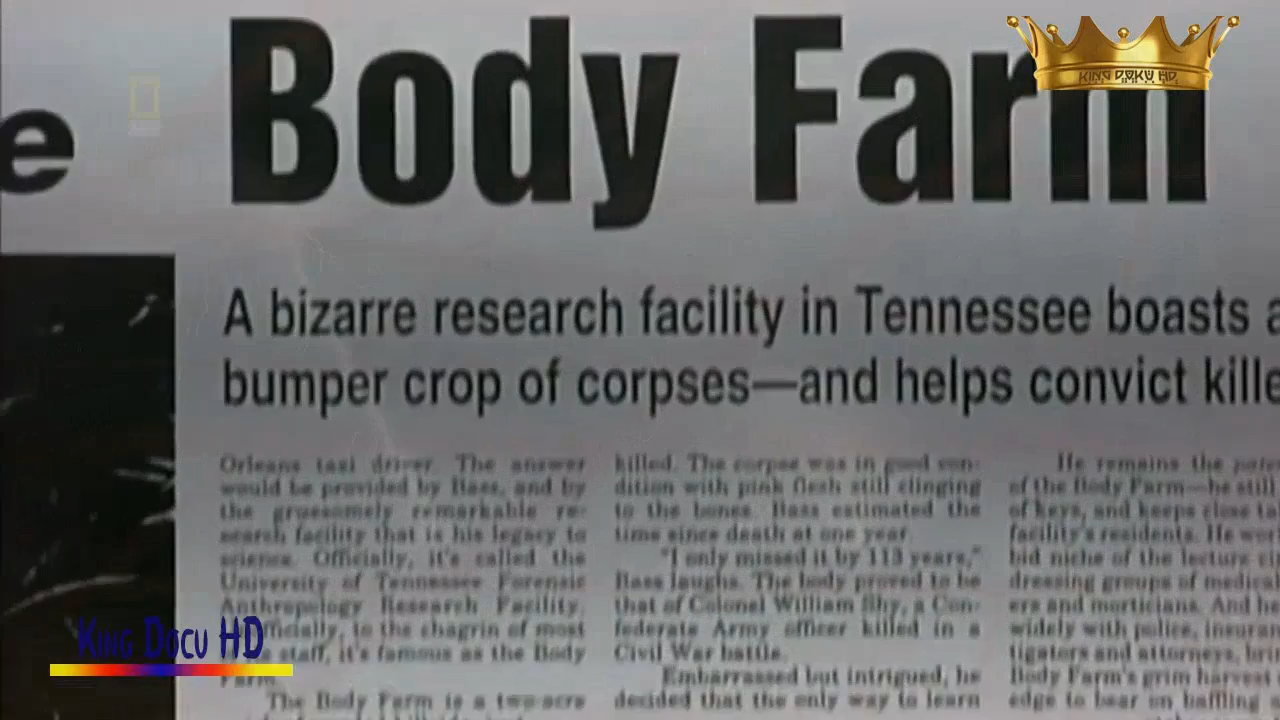 Body Farm
KING DOKU HD
e
A bizarre research facility in Tennessee boasts a
bumper crop of corpses—and helps convict kille
Orleans taxi driver. The answer
would be provided by Bass, and by
the gruesomely remarkable re-
search facility that is his legacy to
science. Officially, it's called the
University of Tennessee Forensic
Anthropology Research Facility.
fficially, to the chagrin of most
staff, it's famous as the Body
Farm.
The Body Farm is a two-acre
killed. The corpse was in good con-
dition with pink flesh still clinging
to the bones. Bass estimated the
time since death at one year.
"I only missed it by 113 years,"
Bass laughs. The body proved to be
that of Colonel William Shy, a Con-
federate Army officer killed in a
Civil War battle.
Embarrassed but intrigued, he
decided that the only way to learn
He remains the
of the Body Farm—he still
of keys, and keeps close ta
facility's residents. He wor
bid niche of the lecture ci
dressing groups of medical
ers and morticians. And he
widely with police, insuran
tigators and attorneys, brin
Body Farm's grim harvest
edge to bear on baffling
KING DOCU HD